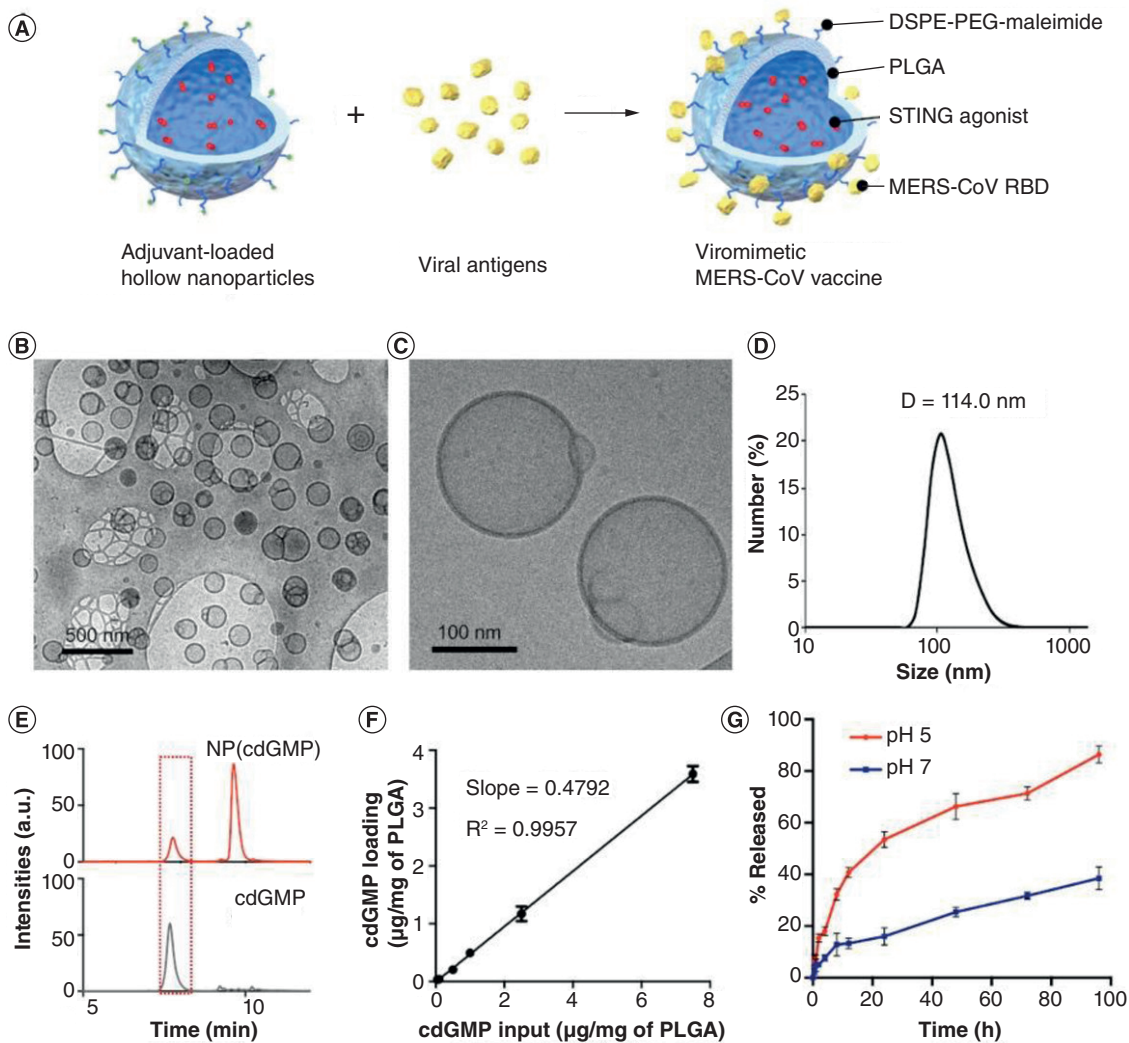 A
DSPE-PEG-maleimide
PLGA
STING agonist
MERS-CoV RBD
+
Adjuvant-loaded
hollow nanoparticles
Viral antigens
Viromimetic
MERS-CoV vaccine
B
500 nm
C
100 nm
D
D = 114.0 nm
Number (%)
25
20
15
10
5
0
10
100
1000
Size (nm)
E
NP(cdGMP)
cdGMP
Intensities (a.u.)
100
50
0
100
50
0
5
10
Time (min)
F
Slope = 0.4792
R² = 0.9957
cdGMP loading
(µg/mg of PLGA)
4
3
2
1
0
0
2
4
6
8
cdGMP input (µg/mg of PLGA)
G
pH 5
pH 7
% Released
100
80
60
40
20
0
0
20
40
60
80
100
Time (h)